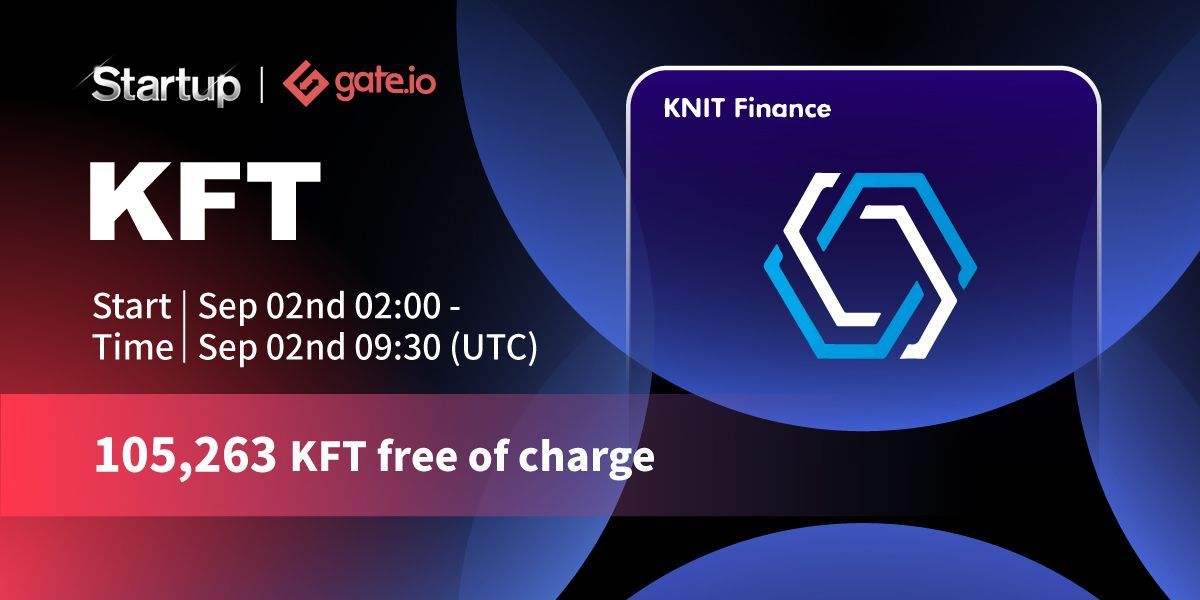 Startup | gate.io
KFT
Start | Sep 02nd 02:00 -
Time | Sep 02nd 09:30 (UTC)
105,263 KFT free of charge
KNIT Finance